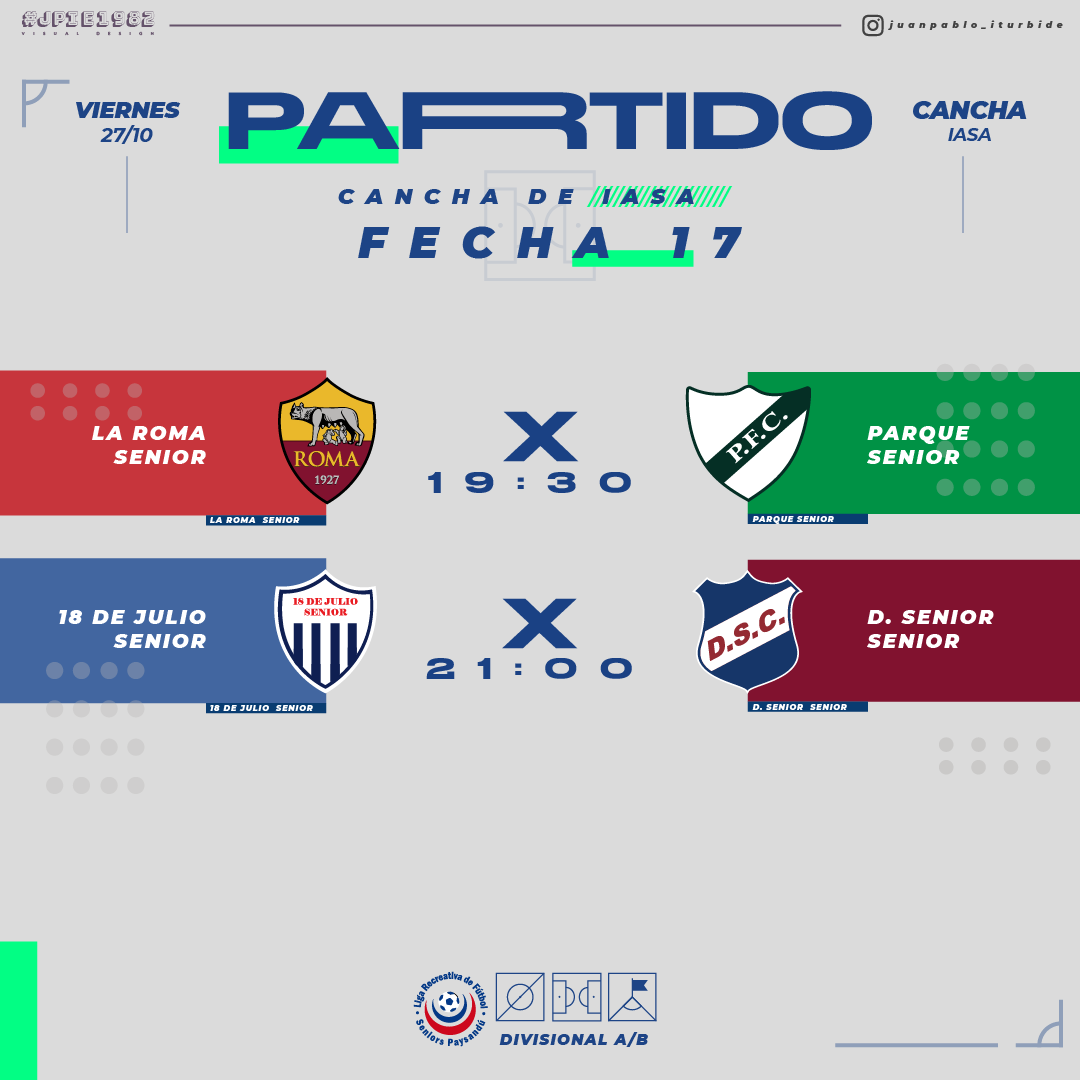 #JPIE1982
VISUAL DESIGN
juanpablo_iturbide
VIERNES
27/10
PARTIDO
CANCHA
IASA
CANCHA DE IASA
FECHA 17
LA ROMA
SENIOR
ROMA
1927
X
19:30
P.F.C.
PARQUE
SENIOR
LA ROMA SENIOR
PARQUE SENIOR
18 DE JULIO
SENIOR
18 DE JULIO
SENIOR
X
21:00
D.S.C.
D. SENIOR
SENIOR
18 DE JULIO SENIOR
D. SENIOR SENIOR
Liga Recreativa de Fútbol
Seniors Paysandú
DIVISIONAL A/B